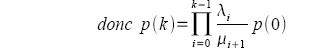 donc p(k)=∏_{i=0}^{k−1} λ_i / μ_{i+1} p(0)